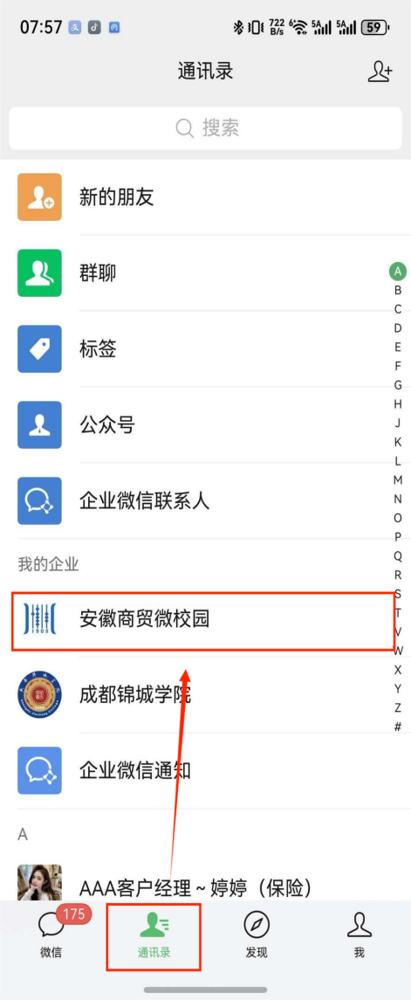 07:57 722 B/s 6 5A 5A 59
通讯录
搜索
新的朋友
群聊
标签
公众号
企业微信联系人
我的企业
1903 安徽商贸微校园
成都锦城学院
企业微信通知
A
AAA客户经理~婷婷（保险）
A
B
C
D
E
F
G
H
J
K
L
M
N
O
P
Q
R
S
T
V
W
X
Y
Z
#
175
微信 通讯录 发现 我